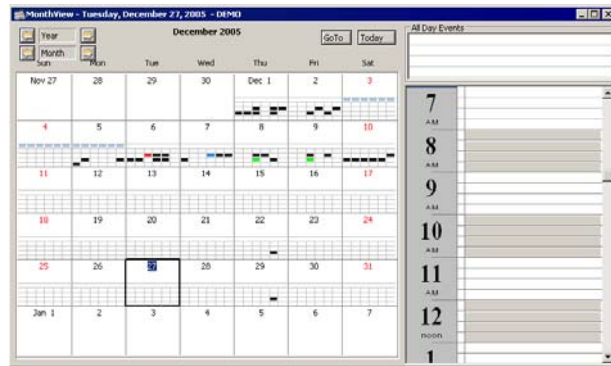 MonthView - Tuesday, December 27, 2005 - DEMO
Year
December 2005
GoTo
Today
Month
Sun Mon Tue Wed Thu Fri Sat
Nov 27 28 29 30 Dec 1 2 3
4 5 6 7 8 9 10
11 12 13 14 15 16 17
18 19 20 21 22 23 24
25 26 27 28 29 30 31
Jan 1 2 3 4 5 6 7
All Day Events
7
AM
8
AM
9
AM
10
AM
11
AM
12
noon
1